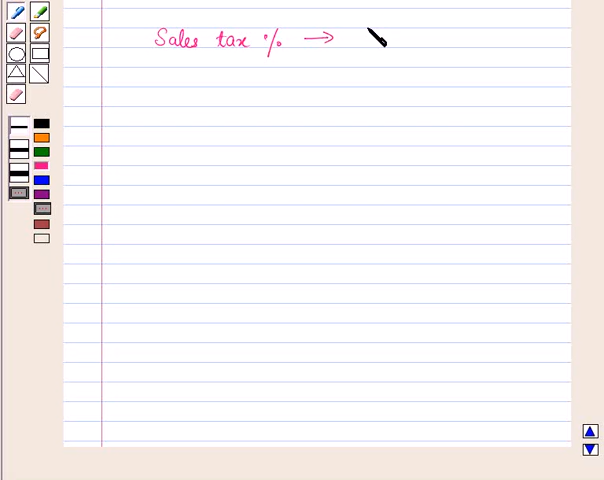 Sales tax % →